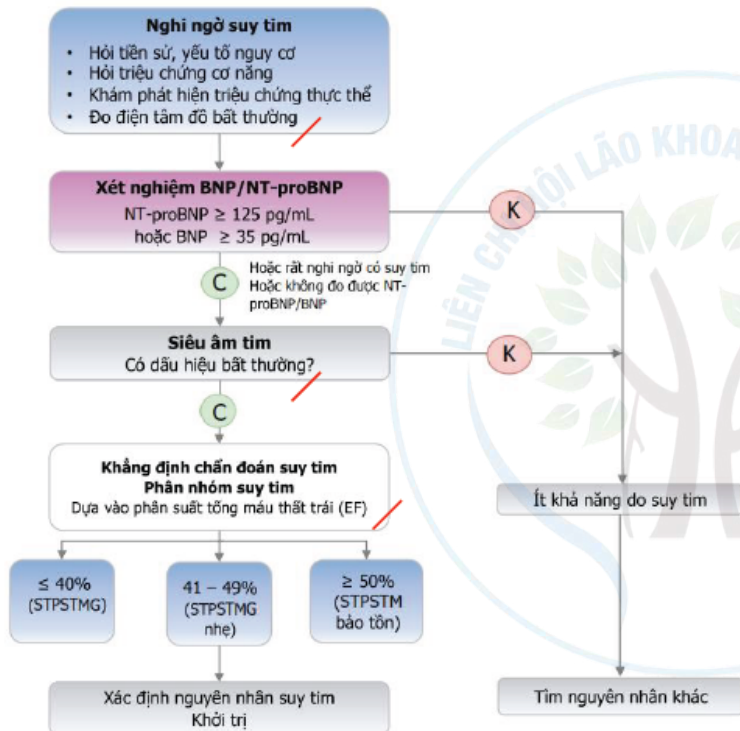 Nghi ngờ suy tim
• Hỏi tiền sử, yếu tố nguy cơ
• Hỏi triệu chứng cơ năng
• Khám phát hiện triệu chứng thực thể
• Đo điện tâm đồ bất thường
Xét nghiệm BNP/NT-proBNP
NT-proBNP ≥ 125 pg/mL
hoặc BNP ≥ 35 pg/mL
K
C
Hoặc rất nghi ngờ có suy tim
Hoặc không đo được NT-
proBNP/BNP
Siêu âm tim
Có dấu hiệu bất thường?
K
C
Khẳng định chẩn đoán suy tim
Phân nhóm suy tim
Dựa vào phân suất tống máu thất trái (EF)
Ít khả năng do suy tim
≤ 40%
(STPSTMG)
41 – 49%
(STPSTMG
nhẹ)
≥ 50%
(STPSTM
bảo tồn)
Xác định nguyên nhân suy tim
Khởi trị
Tìm nguyên nhân khác
LIÊN CHI HỘI LÃO KHOA